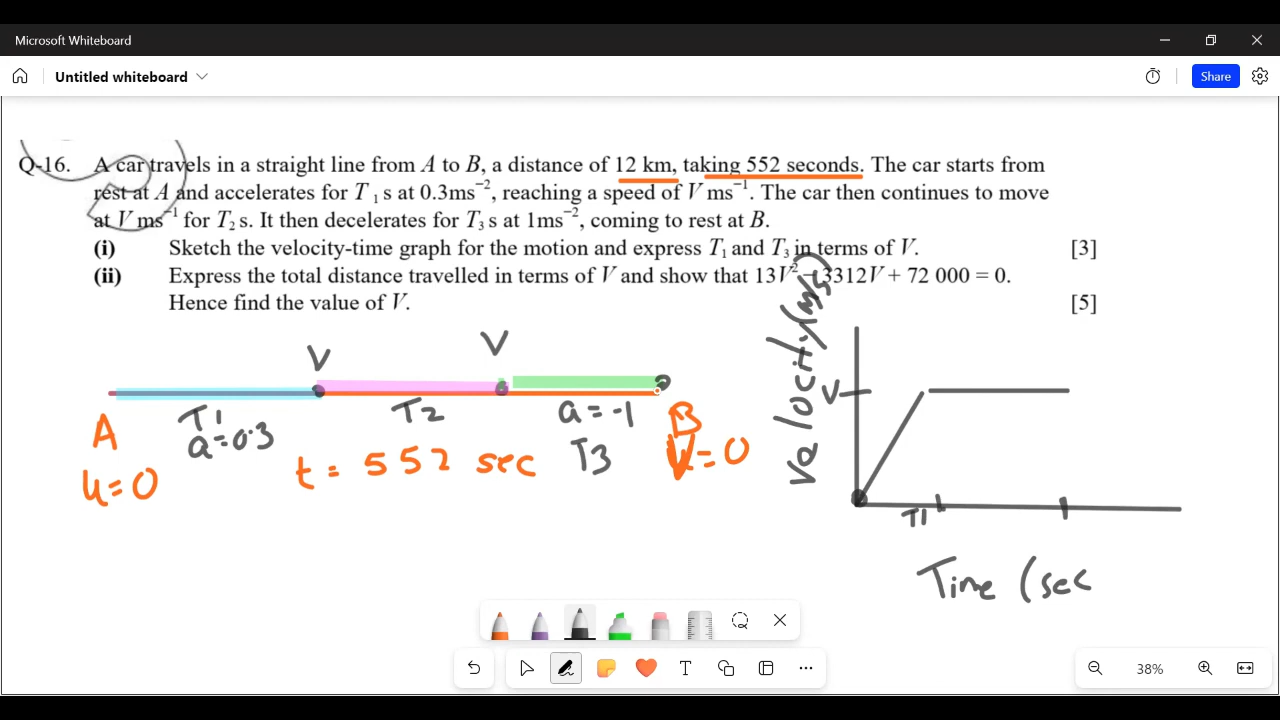 Microsoft Whiteboard
Untitled whiteboard
Share
Q-16. A car travels in a straight line from A to B, a distance of 12 km, taking 552 seconds. The car starts from
rest at A and accelerates for T₁ s at 0.3ms⁻², reaching a speed of V ms⁻¹. The car then continues to move
at V ms⁻¹ for T₂ s. It then decelerates for T₃ s at 1ms⁻², coming to rest at B.
(i) Sketch the velocity-time graph for the motion and express T₁ and T₃ in terms of V. [3]
(ii) Express the total distance travelled in terms of V and show that 13V² − 3312V + 72 000 = 0.
Hence find the value of V. [5]
V V
T1 T2 a = -1
a = 0.3 T3
A B
u = 0 t = 552 sec = 0
Velocity (m/s)
V
T1
Time (sec
38%